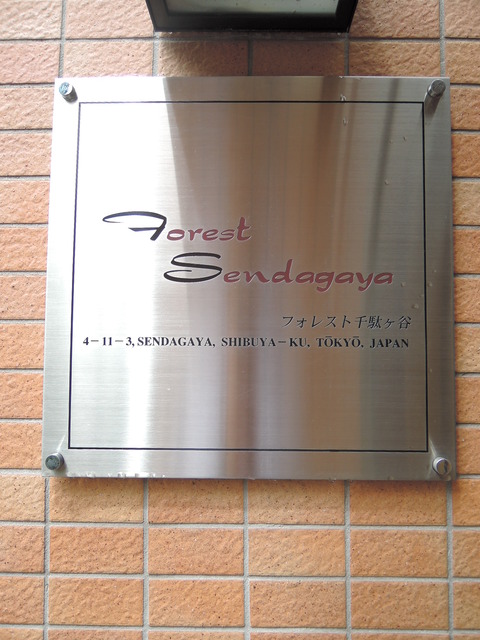 Forest
Sendagaya
フォレスト千駄ヶ谷
4－11－3, SENDAGAYA, SHIBUYA－KU. TŌKYŌ. JAPAN